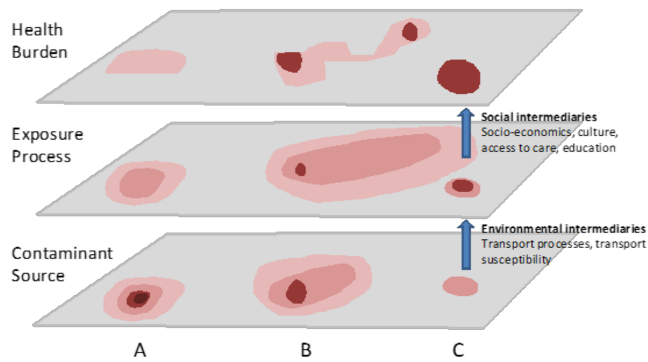 Health
Burden
Social intermediaries
Socio-economics, culture,
access to care, education
Exposure
Process
Environmental intermediaries
Transport processes, transport
susceptibility
Contaminant
Source
A B C